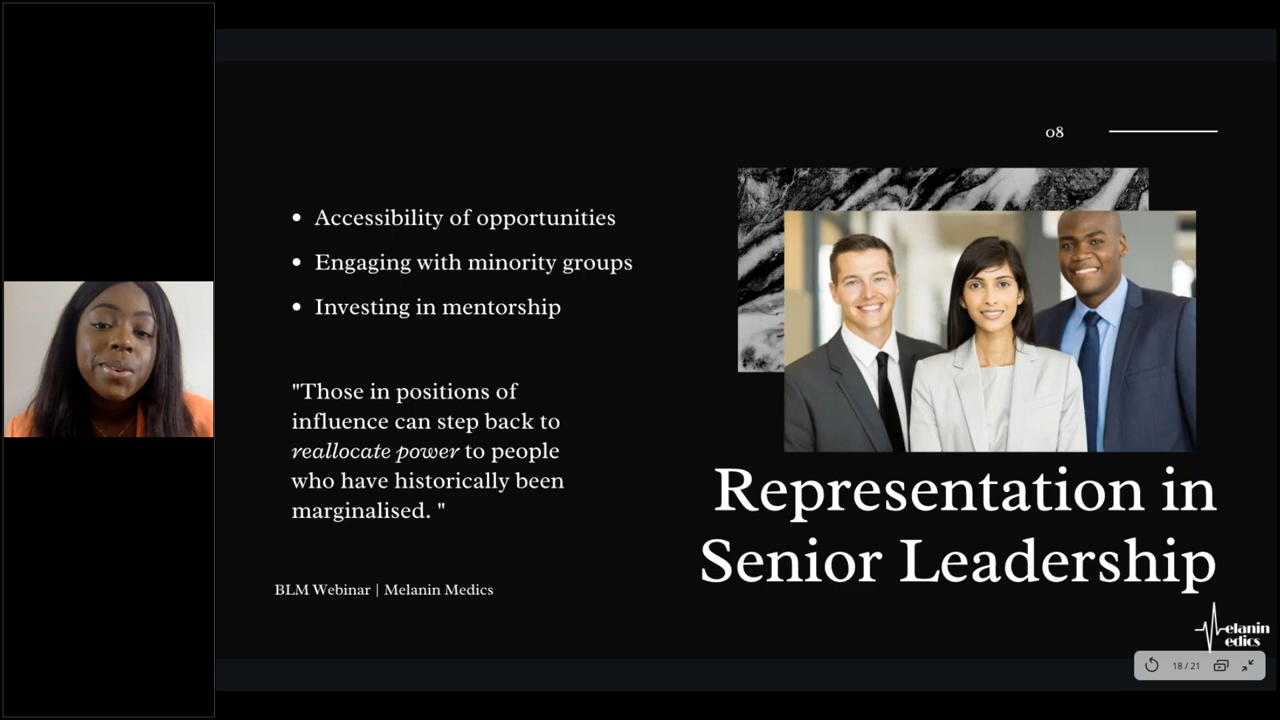 08
• Accessibility of opportunities
• Engaging with minority groups
• Investing in mentorship
"Those in positions of
influence can step back to
reallocate power to people
who have historically been
marginalised. "
Representation in
Senior Leadership
BLM Webinar | Melanin Medics
elanin
edics
18 / 21